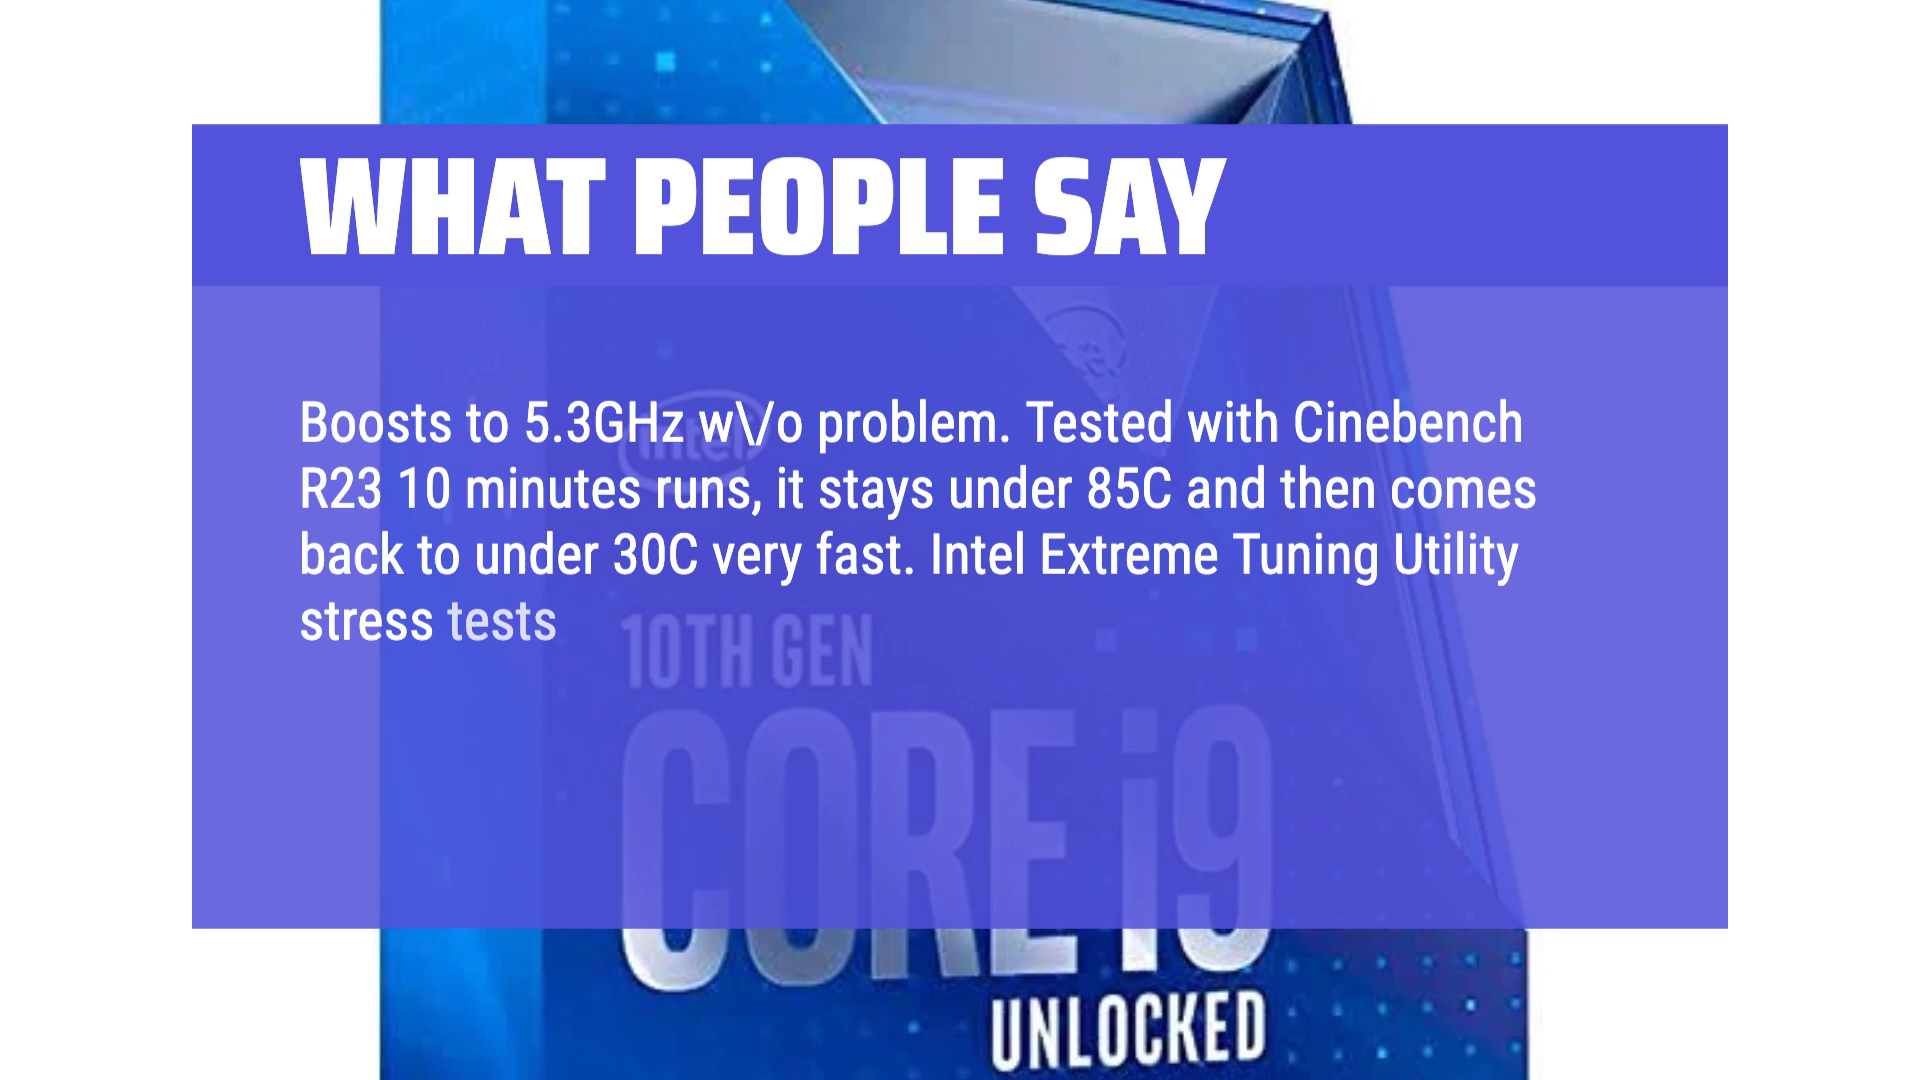 WHAT PEOPLE SAY
Boosts to 5.3GHz w\/o problem. Tested with Cinebench
R23 10 minutes runs, it stays under 85C and then comes
back to under 30C very fast. Intel Extreme Tuning Utility
stress tests
intel
10TH GEN
CORE i9
UNLOCKED